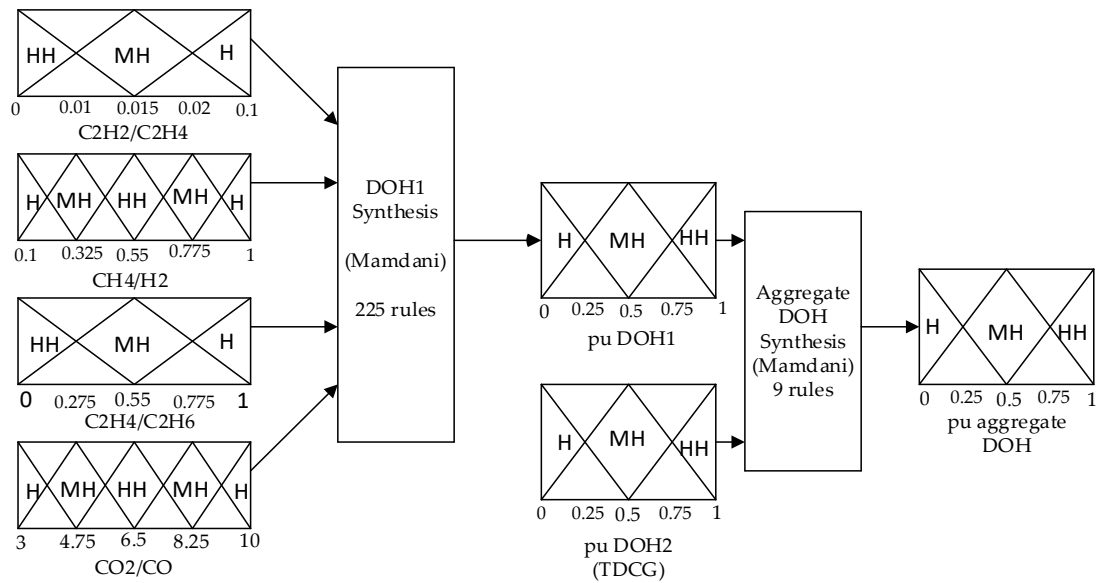 HH MH H
0 0.01 0.015 0.02 0.1
C2H2/C2H4
H MH HH MH H
0.1 0.325 0.55 0.775 1
CH4/H2
HH MH H
0 0.275 0.55 0.775 1
C2H4/C2H6
H MH HH MH H
3 4.75 6.5 8.25 10
CO2/CO
DOH1
Synthesis
(Mamdani)
225 rules
H MH HH
0 0.25 0.5 0.75 1
pu DOH1
H MH HH
0 0.25 0.5 0.75 1
pu DOH2
(TDCG)
Aggregate
DOH
Synthesis
(Mamdani)
9 rules
H MH HH
0 0.25 0.5 0.75 1
pu aggregate
DOH